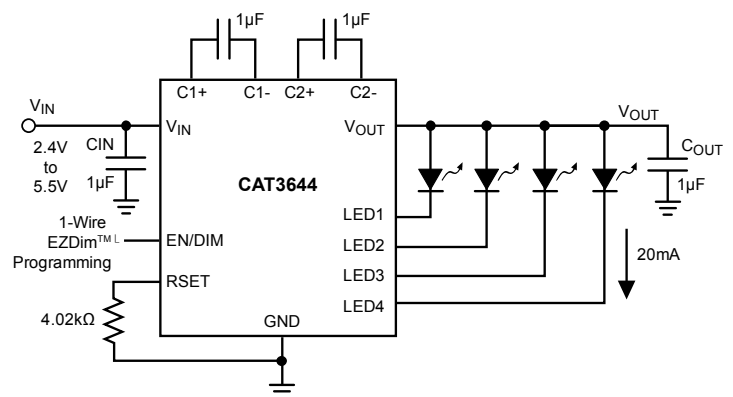 1μF
1μF
C1+
C1-
C2+
C2-
VIN
VIN
VOUT
VOUT
2.4V
to
5.5V
CIN
1μF
COUT
1μF
CAT3644
LED1
1-Wire
EZDim™
Programming
EN/DIM
LED2
20mA
RSET
LED3
LED4
4.02kΩ
GND